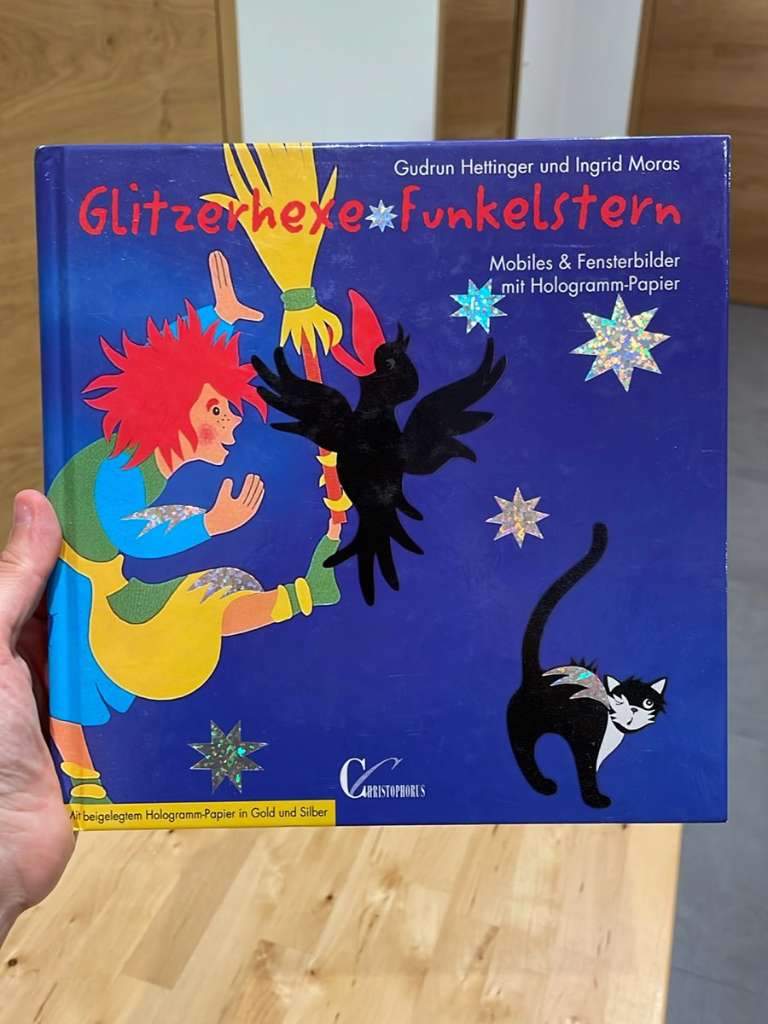 Gudrun Hettinger und Ingrid Moras
Glitzerhexe Funkelstern
Mobiles & Fensterbilder
mit Hologramm-Papier
CHRISTOPHORUS
Mit beigelegtem Hologramm-Papier in Gold und Silber